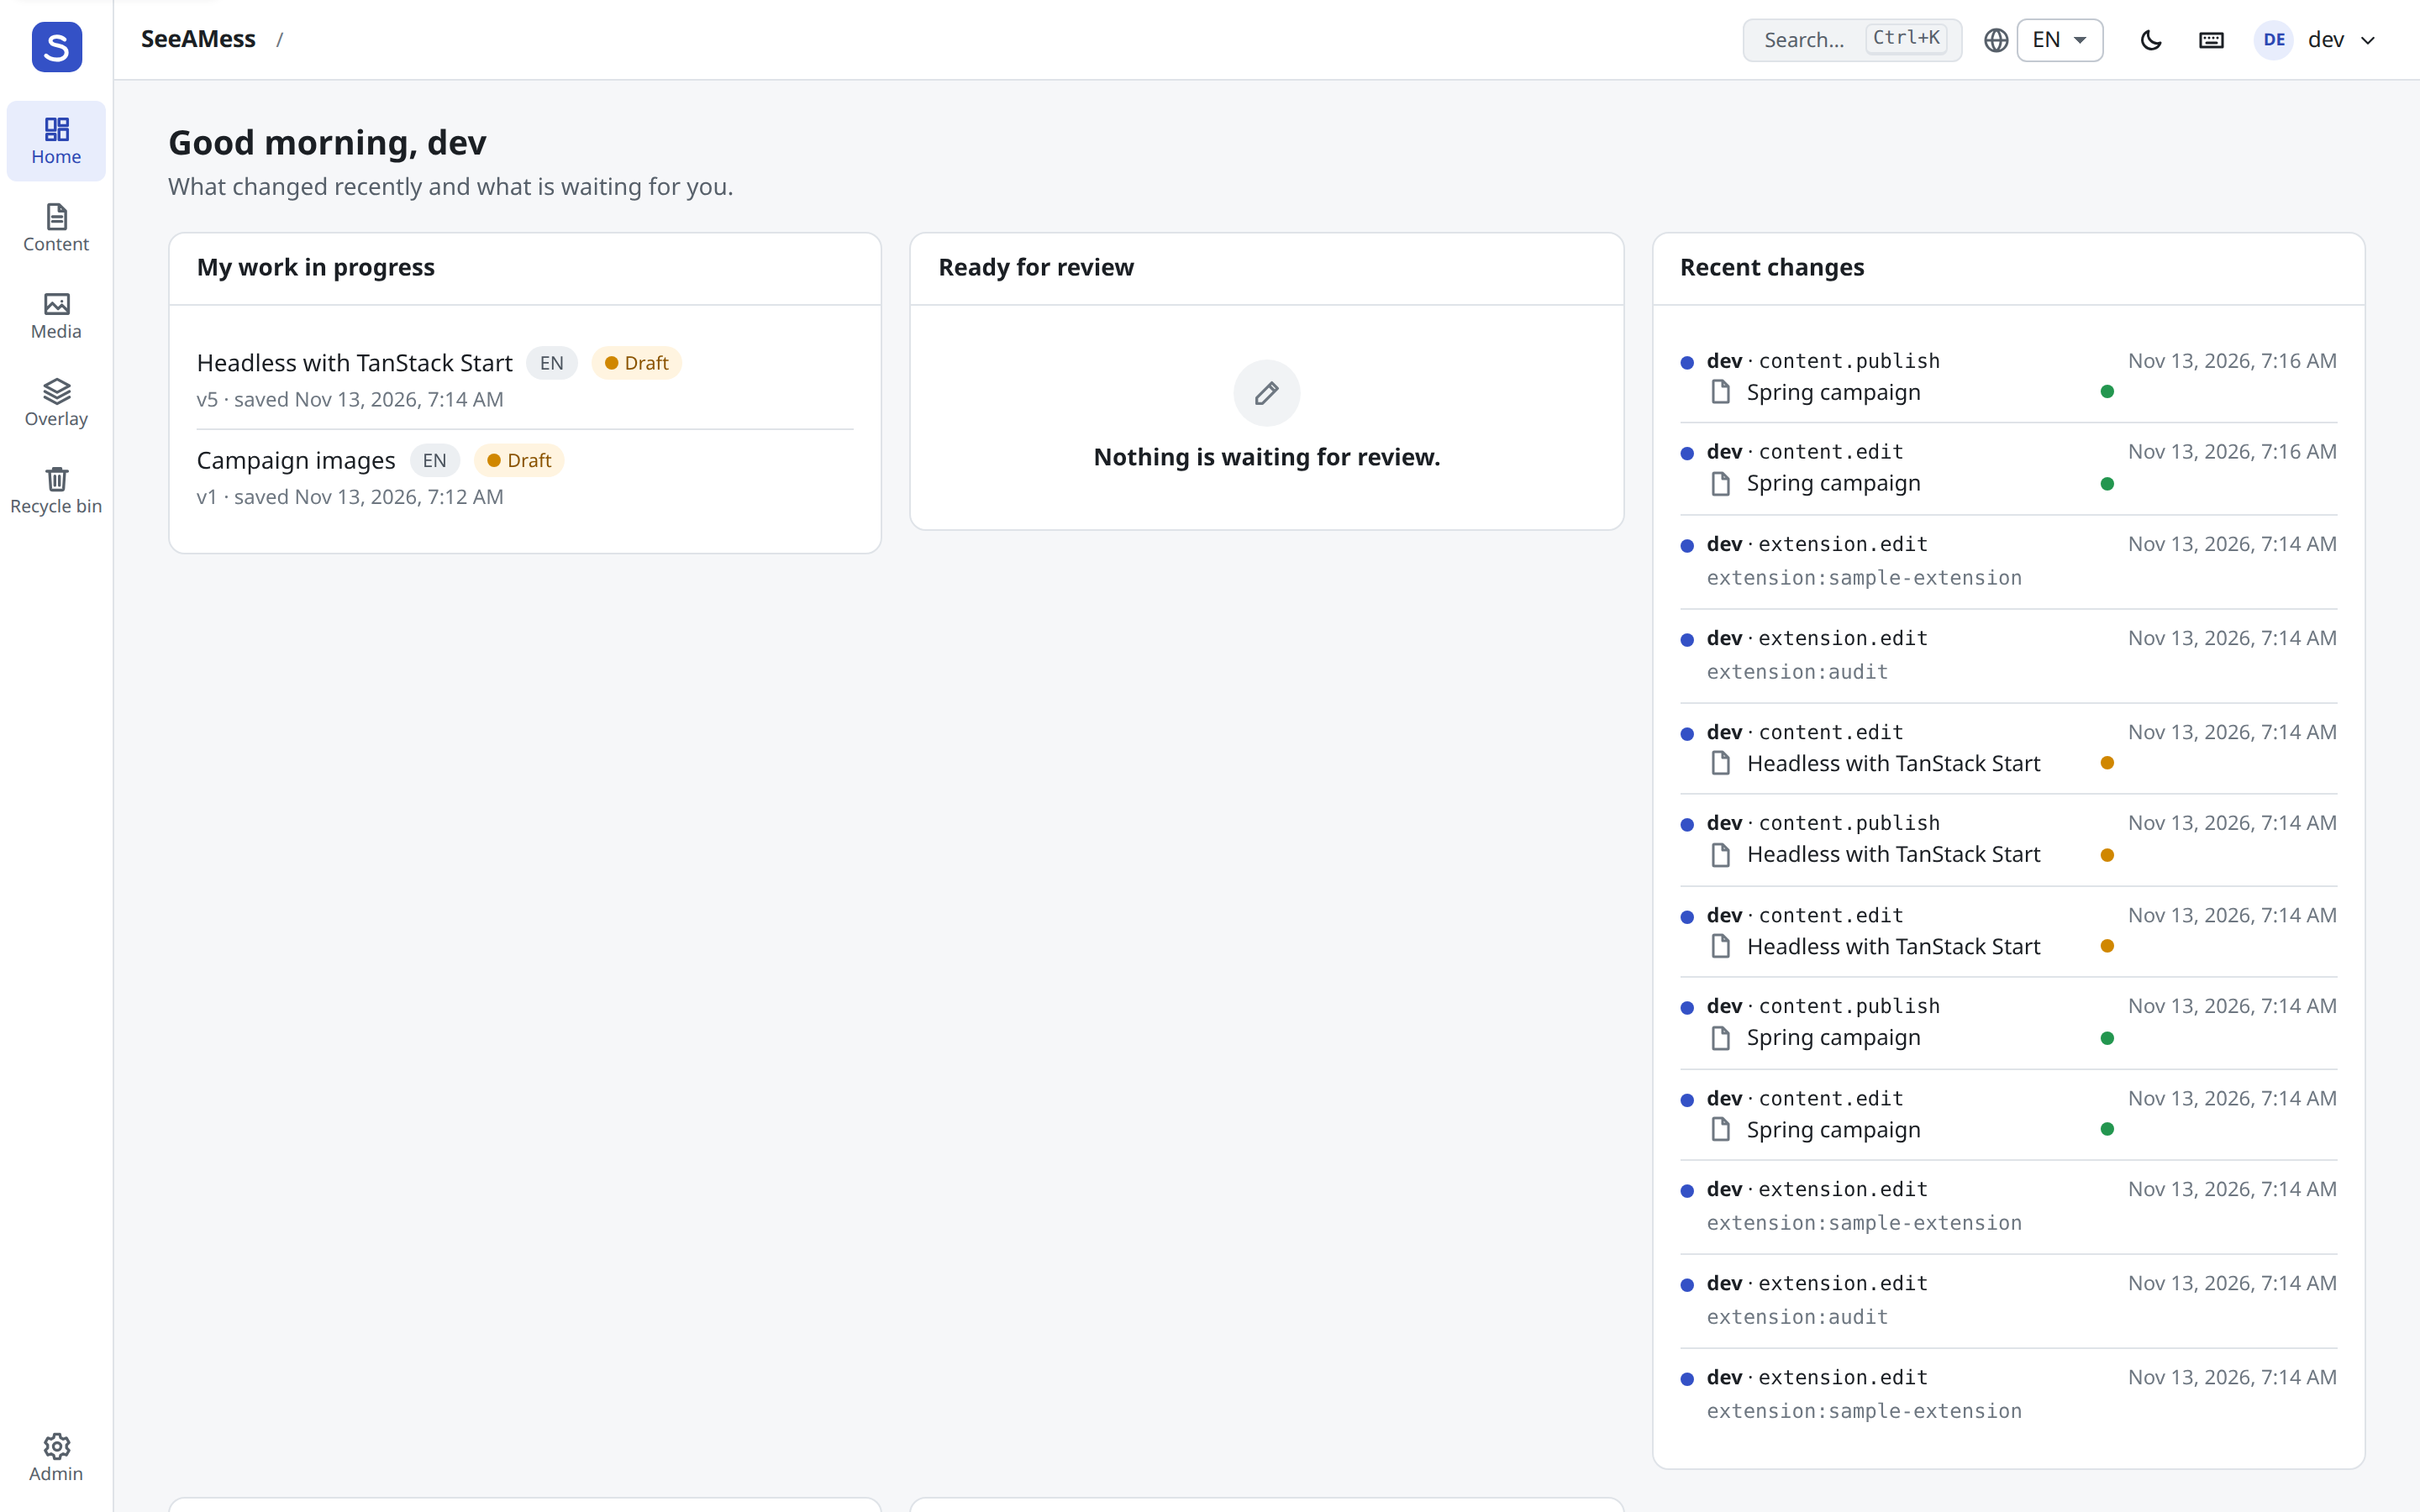 S
SeeAMess /
Search... Ctrl+K
EN
DE dev
Home
Content
Media
Overlay
Recycle bin
Admin
Good morning, dev
What changed recently and what is waiting for you.
My work in progress
Headless with TanStack Start EN Draft
v5 · saved Nov 13, 2026, 7:14 AM
Campaign images EN Draft
v1 · saved Nov 13, 2026, 7:12 AM
Ready for review
Nothing is waiting for review.
Recent changes
dev · content.publish Nov 13, 2026, 7:16 AM
Spring campaign
dev · content.edit Nov 13, 2026, 7:16 AM
Spring campaign
dev · extension.edit Nov 13, 2026, 7:14 AM
extension:sample-extension
dev · extension.edit Nov 13, 2026, 7:14 AM
extension:audit
dev · content.edit Nov 13, 2026, 7:14 AM
Headless with TanStack Start
dev · content.publish Nov 13, 2026, 7:14 AM
Headless with TanStack Start
dev · content.edit Nov 13, 2026, 7:14 AM
Headless with TanStack Start
dev · content.publish Nov 13, 2026, 7:14 AM
Spring campaign
dev · content.edit Nov 13, 2026, 7:14 AM
Spring campaign
dev · extension.edit Nov 13, 2026, 7:14 AM
extension:sample-extension
dev · extension.edit Nov 13, 2026, 7:14 AM
extension:audit
dev · extension.edit Nov 13, 2026, 7:14 AM
extension:sample-extension